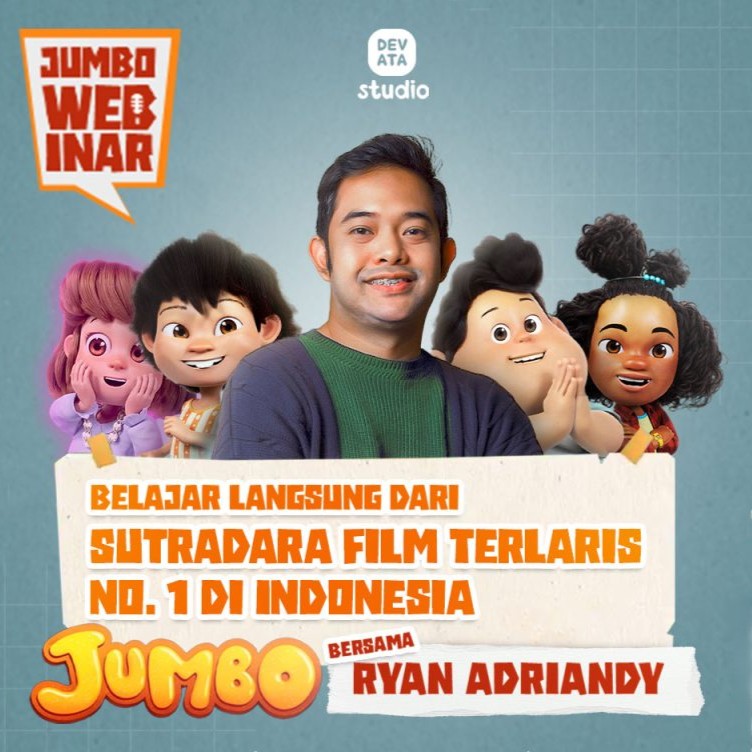 JUMBO
WEB
INAR
DEV
ATA
studio
BELAJAR LANGSUNG DARI
SUTRADARA FILM TERLARIS
NO. 1 DI INDONESIA
JUMBO
BERSAMA
RYAN ADRIANDY